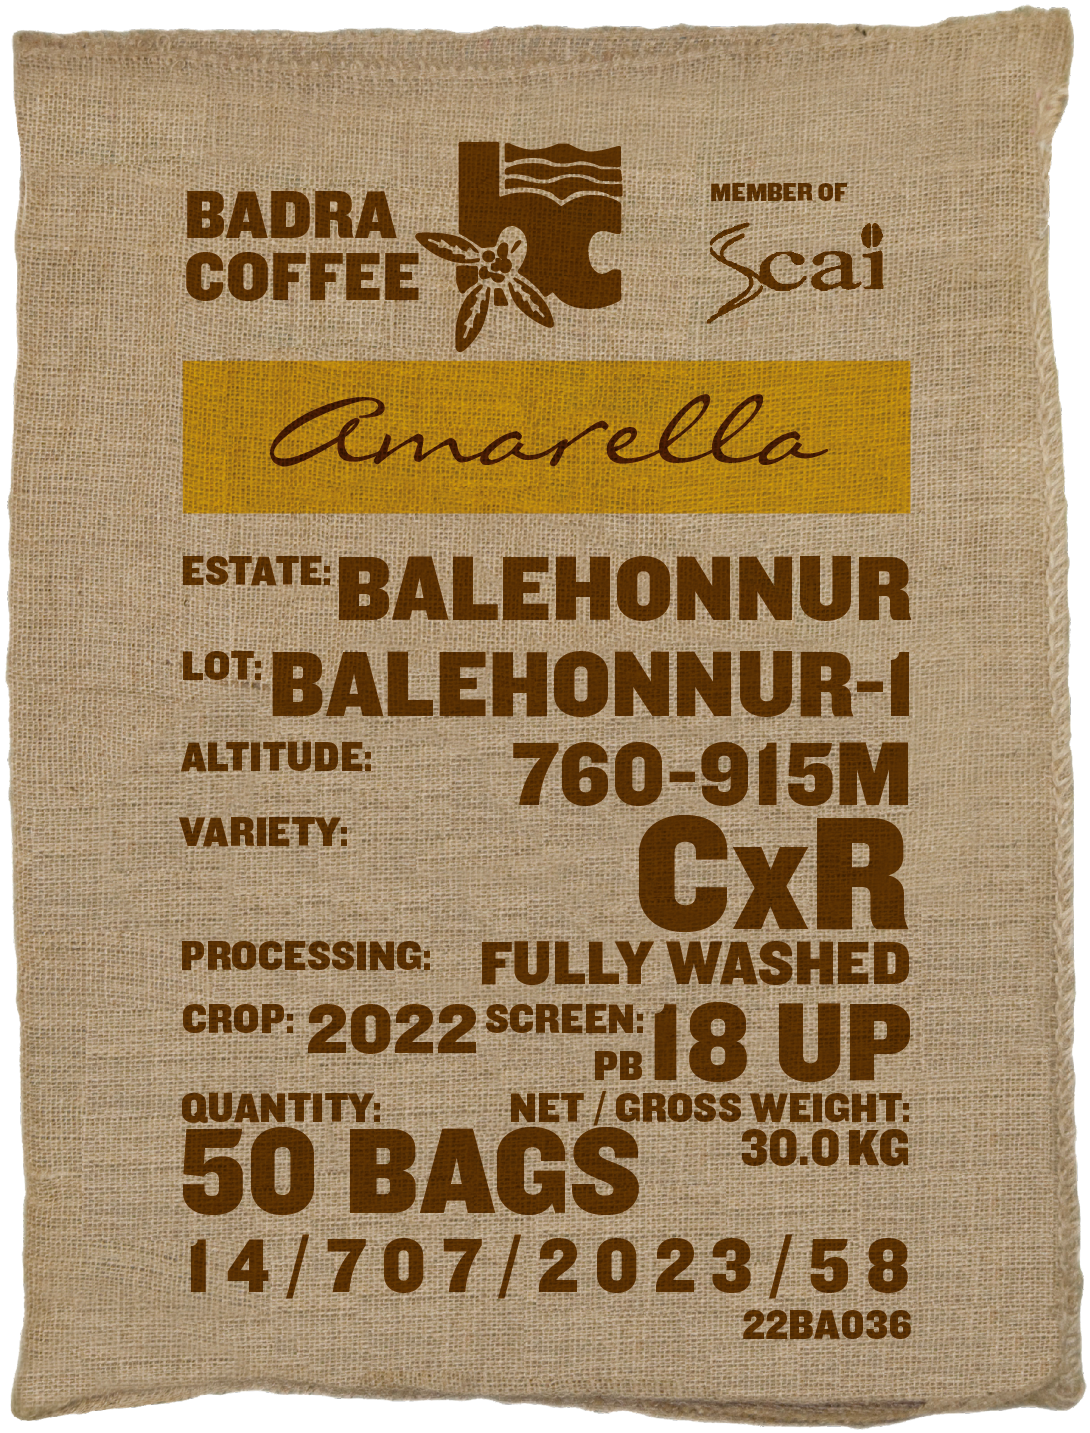 BADRA
COFFEE
MEMBER OF
Scai
Amarella
ESTATE: BALEHONNUR
LOT: BALEHONNUR-1
ALTITUDE: 760-915M
VARIETY: CxR
PROCESSING: FULLY WASHED
CROP: 2022 SCREEN: PB 18 UP
QUANTITY: 50 BAGS
NET / GROSS WEIGHT: 30.0 KG
14/707/2023/58
22BA036